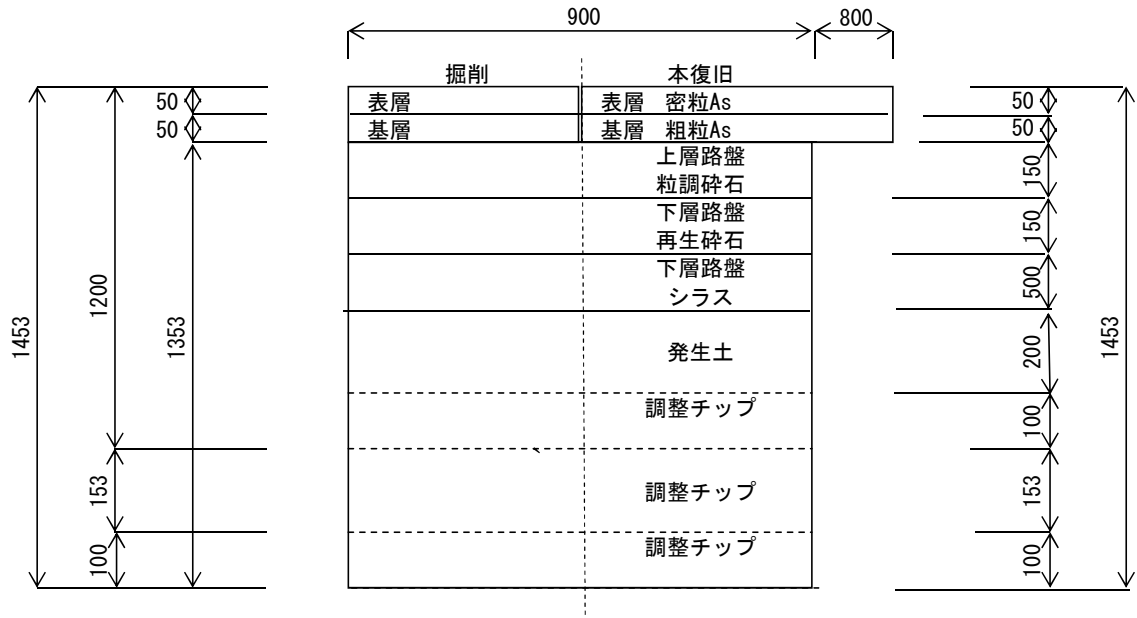 900
800
掘削
本復旧
50
表層
表層 密粒As
50
50
基層
基層 粗粒As
50
上層路盤
粒調砕石
150
下層路盤
再生砕石
150
下層路盤
シラス
500
1453
1200
1353
発生土
200
1453
調整チップ
100
153
調整チップ
153
100
調整チップ
100